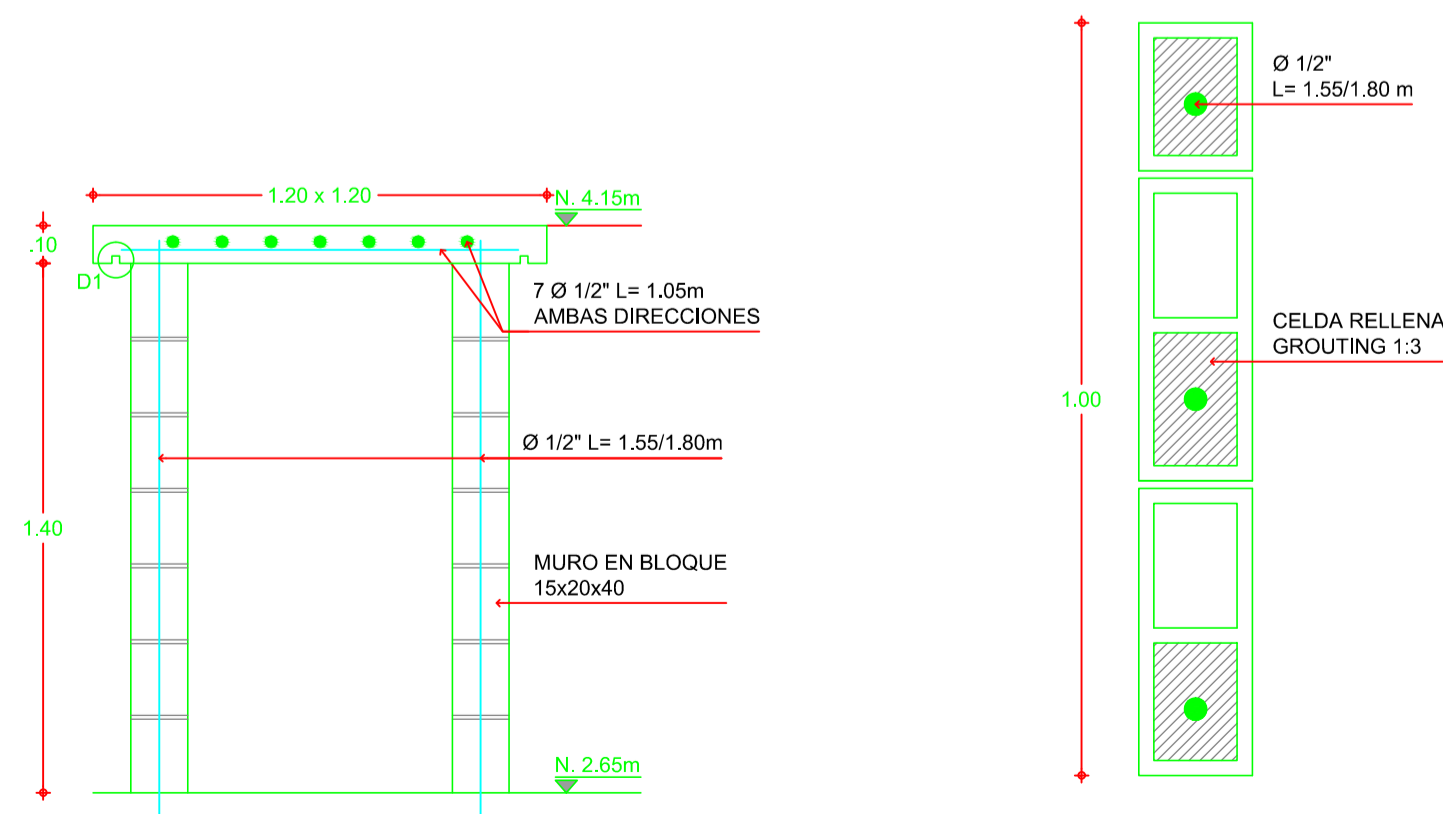 1.20 x 1.20
N. 4.15m
.10
D1
7 Ø 1/2" L= 1.05m
AMBAS DIRECCIONES
Ø 1/2" L= 1.55/1.80m
1.40
MURO EN BLOQUE
15x20x40
N. 2.65m
Ø 1/2"
L= 1.55/1.80 m
CELDA RELLENA
GROUTING 1:3
1.00